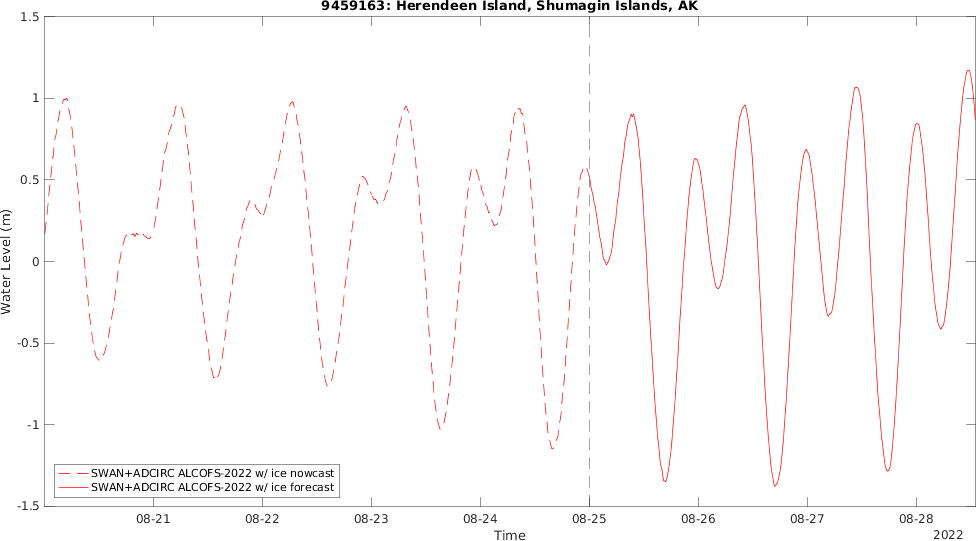 9459163: Herendeen Island, Shumagin Islands, AK
1.5
1
0.5
0
-0.5
-1
-1.5
Water Level (m)
SWAN+ADCIRC ALCOFS-2022 w/ ice nowcast
SWAN+ADCIRC ALCOFS-2022 w/ ice forecast
08-21 08-22 08-23 08-24 08-25 08-26 08-27 08-28
Time
2022